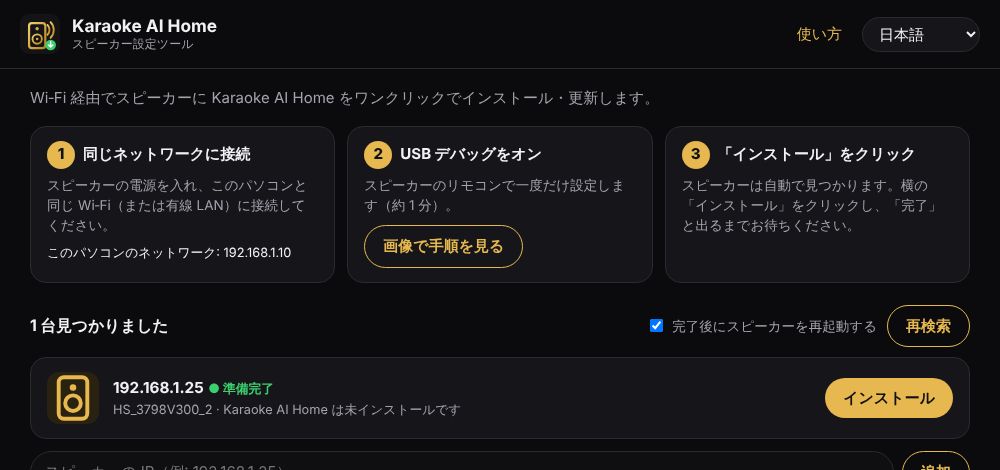 Karaoke AI Home
スピーカー設定ツール
使い方
日本語
Wi-Fi 経由でスピーカーに Karaoke AI Home をワンクリックでインストール・更新します。
1 同じネットワークに接続
スピーカーの電源を入れ、このパソコンと
同じ Wi-Fi（または有線 LAN）に接続して
ください。
このパソコンのネットワーク: 192.168.1.10
2 USB デバッグをオン
スピーカーのリモコンで一度だけ設定しま
す（約 1 分）。
画像で手順を見る
3 「インストール」をクリック
スピーカーは自動で見つかります。横の
「インストール」をクリックし、「完了」
と出るまでお待ちください。
1 台見つかりました
完了後にスピーカーを再起動する
再検索
192.168.1.25 ● 準備完了
HS_3798V300_2 · Karaoke AI Home は未インストールです
インストール
スピーカーの IP（例: 192.168.1.25）
追加